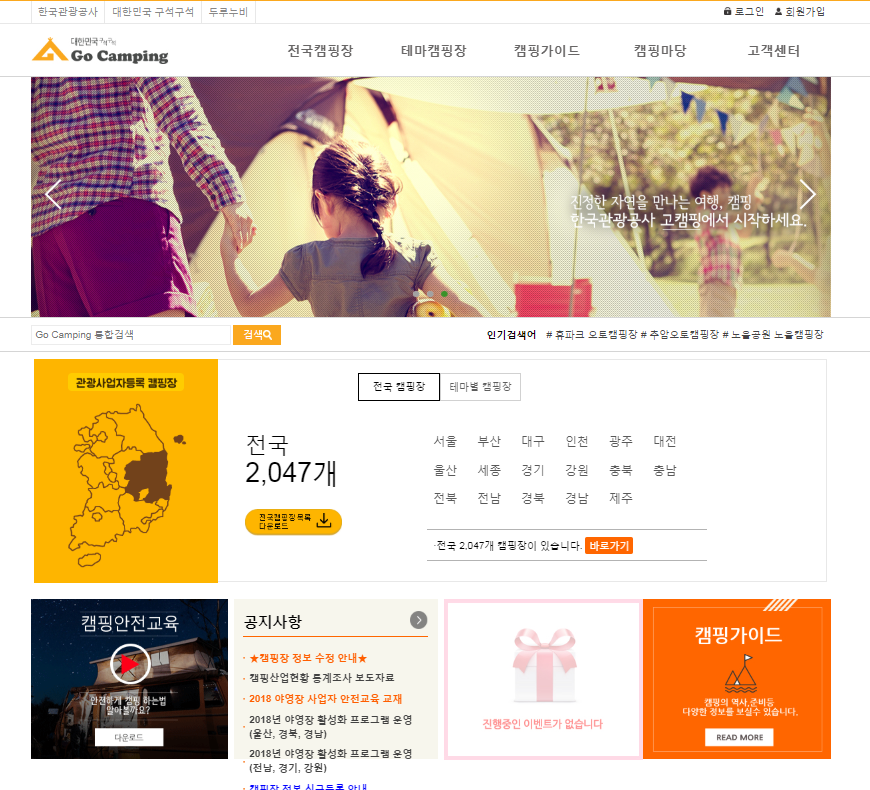 한국관광공사 대한민국 구석구석 두루누비 로그인 회원가입
대한민국 구석구석
Go Camping
전국캠핑장 테마캠핑장 캠핑가이드 캠핑마당 고객센터
진정한 자연을 만나는 여행, 캠핑
한국관광공사 고캠핑에서 시작하세요.
Go Camping 통합검색 검색 인기검색어 # 휴파크 오토캠핑장 # 추암오토캠핑장 # 노을공원 노을캠핑장
관광사업자등록 캠핑장
전국 캠핑장 테마별 캠핑장
전국
2,047개
전국캠핑장목록
다운로드
서울 부산 대구 인천 광주 대전
울산 세종 경기 강원 충북 충남
전북 전남 경북 경남 제주
·전국 2,047개 캠핑장이 있습니다. 바로가기
캠핑안전교육
안전하게 캠핑 하는법
알아볼까요?
다운로드
공지사항
· ★캠핑장 정보 수정 안내★
· 캠핑산업현황 통계조사 보도자료
· 2018 야영장 사업자 안전교육 교재
· 2018년 야영장 활성화 프로그램 운영
(울산, 경북, 경남)
· 2018년 야영장 활성화 프로그램 운영
(전남, 경기, 강원)
· 캠핑장 정보 신규등록 안내
진행중인 이벤트가 없습니다
캠핑가이드
캠핑의 역사,준비등
다양한 정보를 보실수 있습니다.
READ MORE